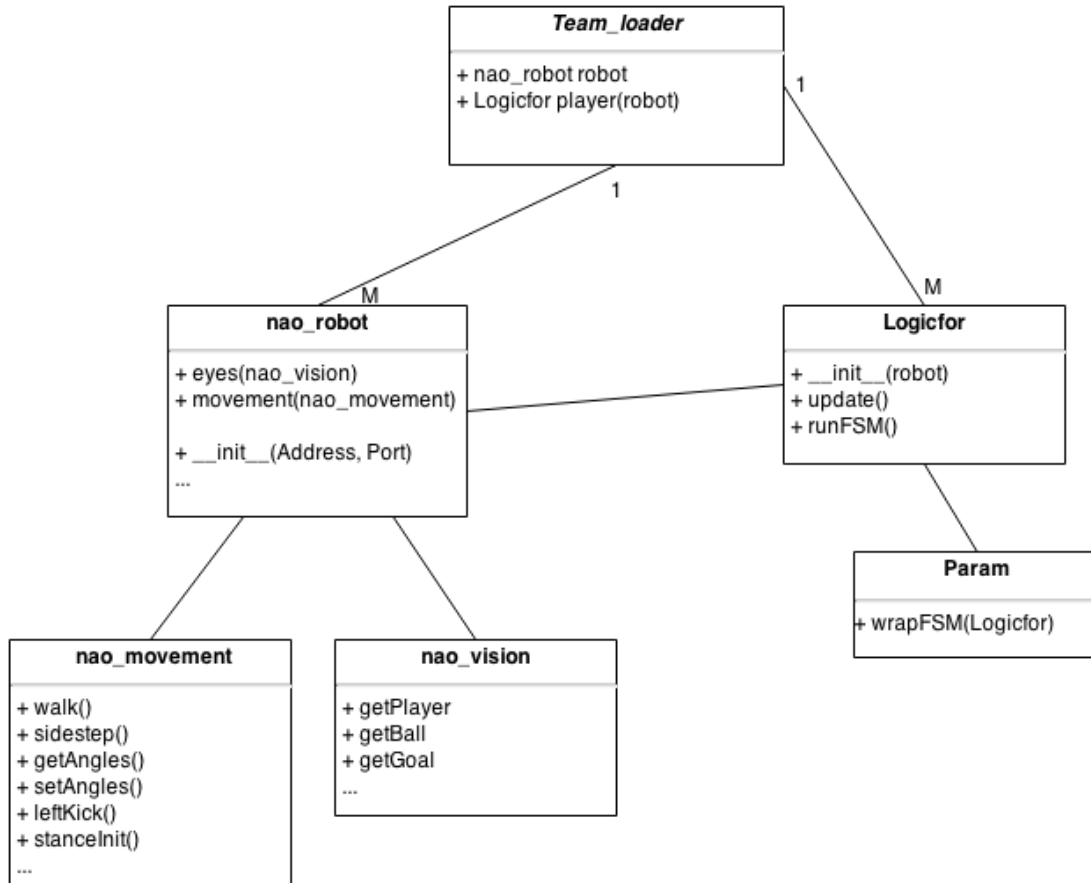 Team_loader
+ nao_robot robot
+ Logicfor player(robot)
1
1
M
M
nao_robot
+ eyes(nao_vision)
+ movement(nao_movement)
+ __init__(Address, Port)
...
Logicfor
+ __init__(robot)
+ update()
+ runFSM()
Param
+ wrapFSM(Logicfor)
nao_movement
+ walk()
+ sidestep()
+ getAngles()
+ setAngles()
+ leftKick()
+ stanceInit()
...
nao_vision
+ getPlayer
+ getBall
+ getGoal
...